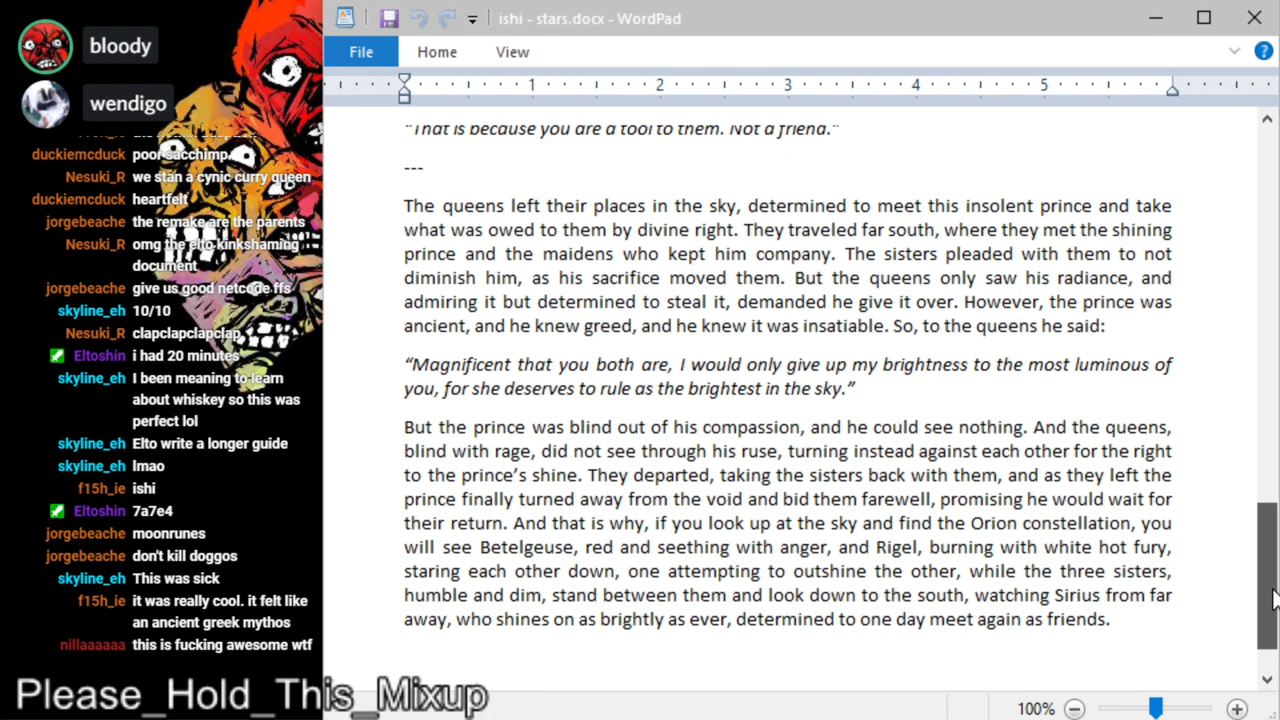 bloody
wendigo
duckiemcduck poor sacchimp
Nesuki_R we stan a cynic curry queen
duckiemcduck heartfelt
jorgebeache the remake are the parents
Nesuki_R omg the elto kinkshaming
document
jorgebeache give us good netcode ffs
skyline_eh 10/10
Nesuki_R clapclapclapclap
Eltoshin i had 20 minutes
skyline_eh I been meaning to learn
about whiskey so this was
perfect lol
skyline_eh Elto write a longer guide
skyline_eh lmao
f15h_ie ishi
Eltoshin 7a7e4
jorgebeache moonrunes
jorgebeache don't kill doggos
skyline_eh This was sick
f15h_ie it was really cool. it felt like
an ancient greek mythos
nillaaaaaa this is fucking awesome wtf
Please_Hold_This_Mixup
ishi - stars.docx - WordPad
File Home View
1 2 3 4 5
"That is because you are a tool to them. Not a friend."
---
The queens left their places in the sky, determined to meet this insolent prince and take
what was owed to them by divine right. They traveled far south, where they met the shining
prince and the maidens who kept him company. The sisters pleaded with them to not
diminish him, as his sacrifice moved them. But the queens only saw his radiance, and
admiring it but determined to steal it, demanded he give it over. However, the prince was
ancient, and he knew greed, and he knew it was insatiable. So, to the queens he said:
“Magnificent that you both are, I would only give up my brightness to the most luminous of
you, for she deserves to rule as the brightest in the sky.”
But the prince was blind out of his compassion, and he could see nothing. And the queens,
blind with rage, did not see through his ruse, turning instead against each other for the right
to the prince’s shine. They departed, taking the sisters back with them, and as they left the
prince finally turned away from the void and bid them farewell, promising he would wait for
their return. And that is why, if you look up at the sky and find the Orion constellation, you
will see Betelgeuse, red and seething with anger, and Rigel, burning with white hot fury,
staring each other down, one attempting to outshine the other, while the three sisters,
humble and dim, stand between them and look down to the south, watching Sirius from far
away, who shines on as brightly as ever, determined to one day meet again as friends.
100%